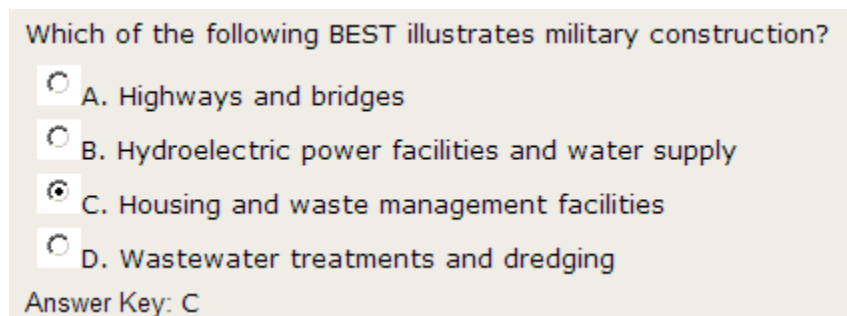 Which of the following BEST illustrates military construction?
A. Highways and bridges
B. Hydroelectric power facilities and water supply
C. Housing and waste management facilities
D. Wastewater treatments and dredging
Answer Key: C